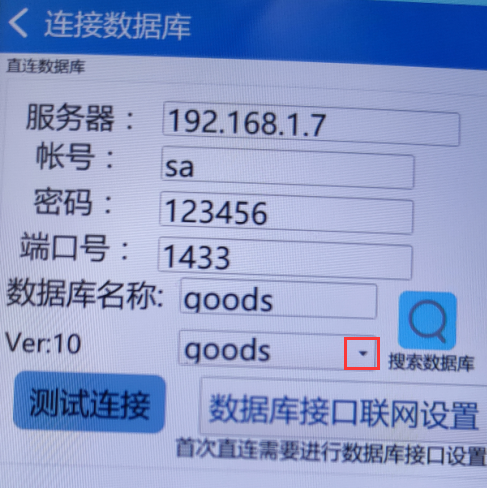 连接数据库
直连数据库
服务器： 192.168.1.7
帐号： sa
密码： 123456
端口号： 1433
数据库名称: goods
Ver:10 goods
搜索数据库
测试连接 数据库接口联网设置
首次直连需要进行数据库接口设置